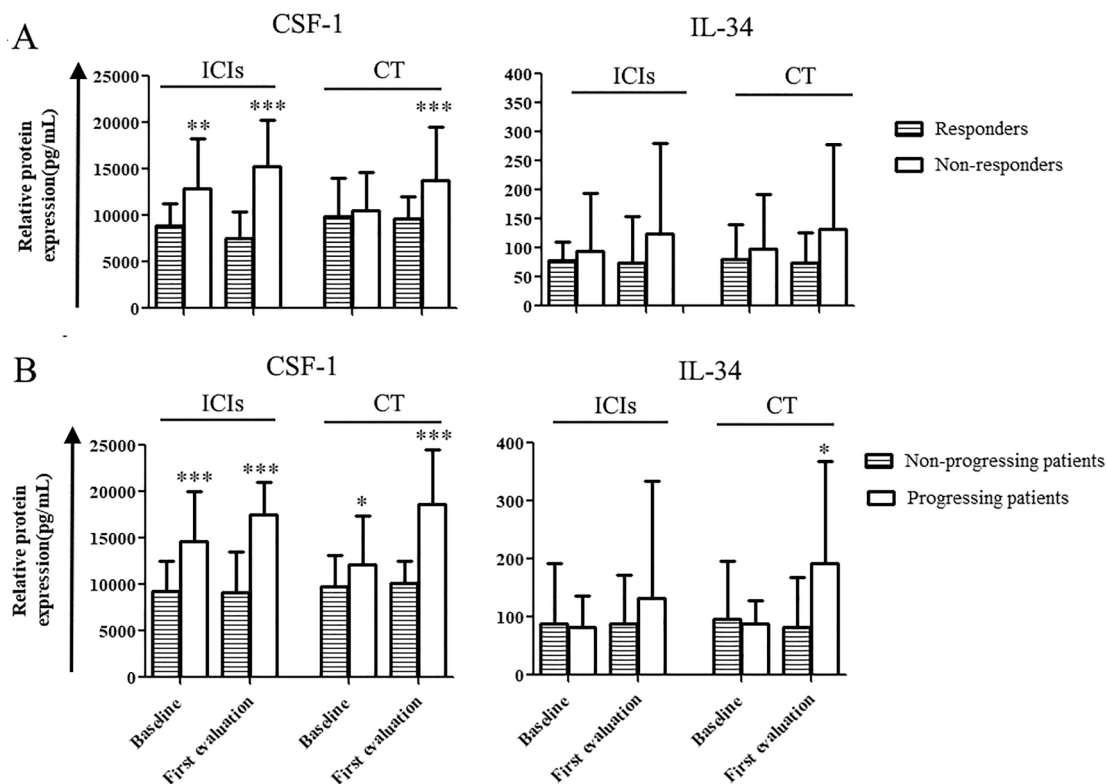 A
CSF-1
IL-34
ICIs
CT
ICIs
CT
Relative protein
expression(pg/mL)
25000
20000
15000
10000
5000
0
**
***
***
400
350
300
250
200
150
100
50
0
Responders
Non-responders
B
CSF-1
IL-34
ICIs
CT
ICIs
CT
Relative protein
expression(pg/mL)
25000
20000
15000
10000
5000
0
***
***
*
***
400
300
200
100
0
*
Non-progressing patients
Progressing patients
Baseline
First evaluation
Baseline
First evaluation
Baseline
First evaluation
Baseline
First evaluation